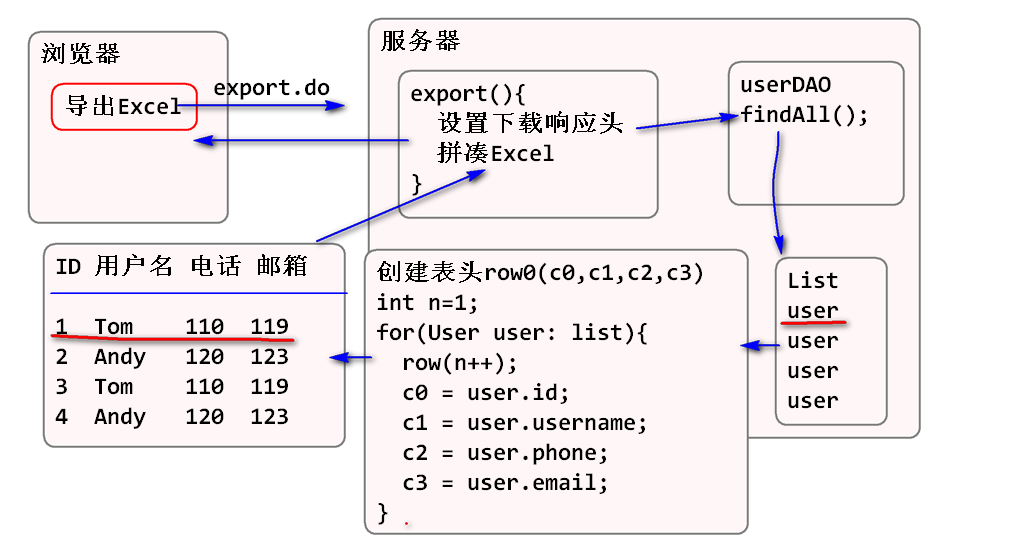 浏览器
导出Excel
export.do
服务器
export(){
设置下载响应头
拼凑Excel
}
userDAO
findAll();
List
user
user
user
user
创建表头row0(c0,c1,c2,c3)
int n=1;
for(User user: list){
row(n++);
c0 = user.id;
c1 = user.username;
c2 = user.phone;
c3 = user.email;
}
ID 用户名 电话 邮箱
1 Tom 110 119
2 Andy 120 123
3 Tom 110 119
4 Andy 120 123